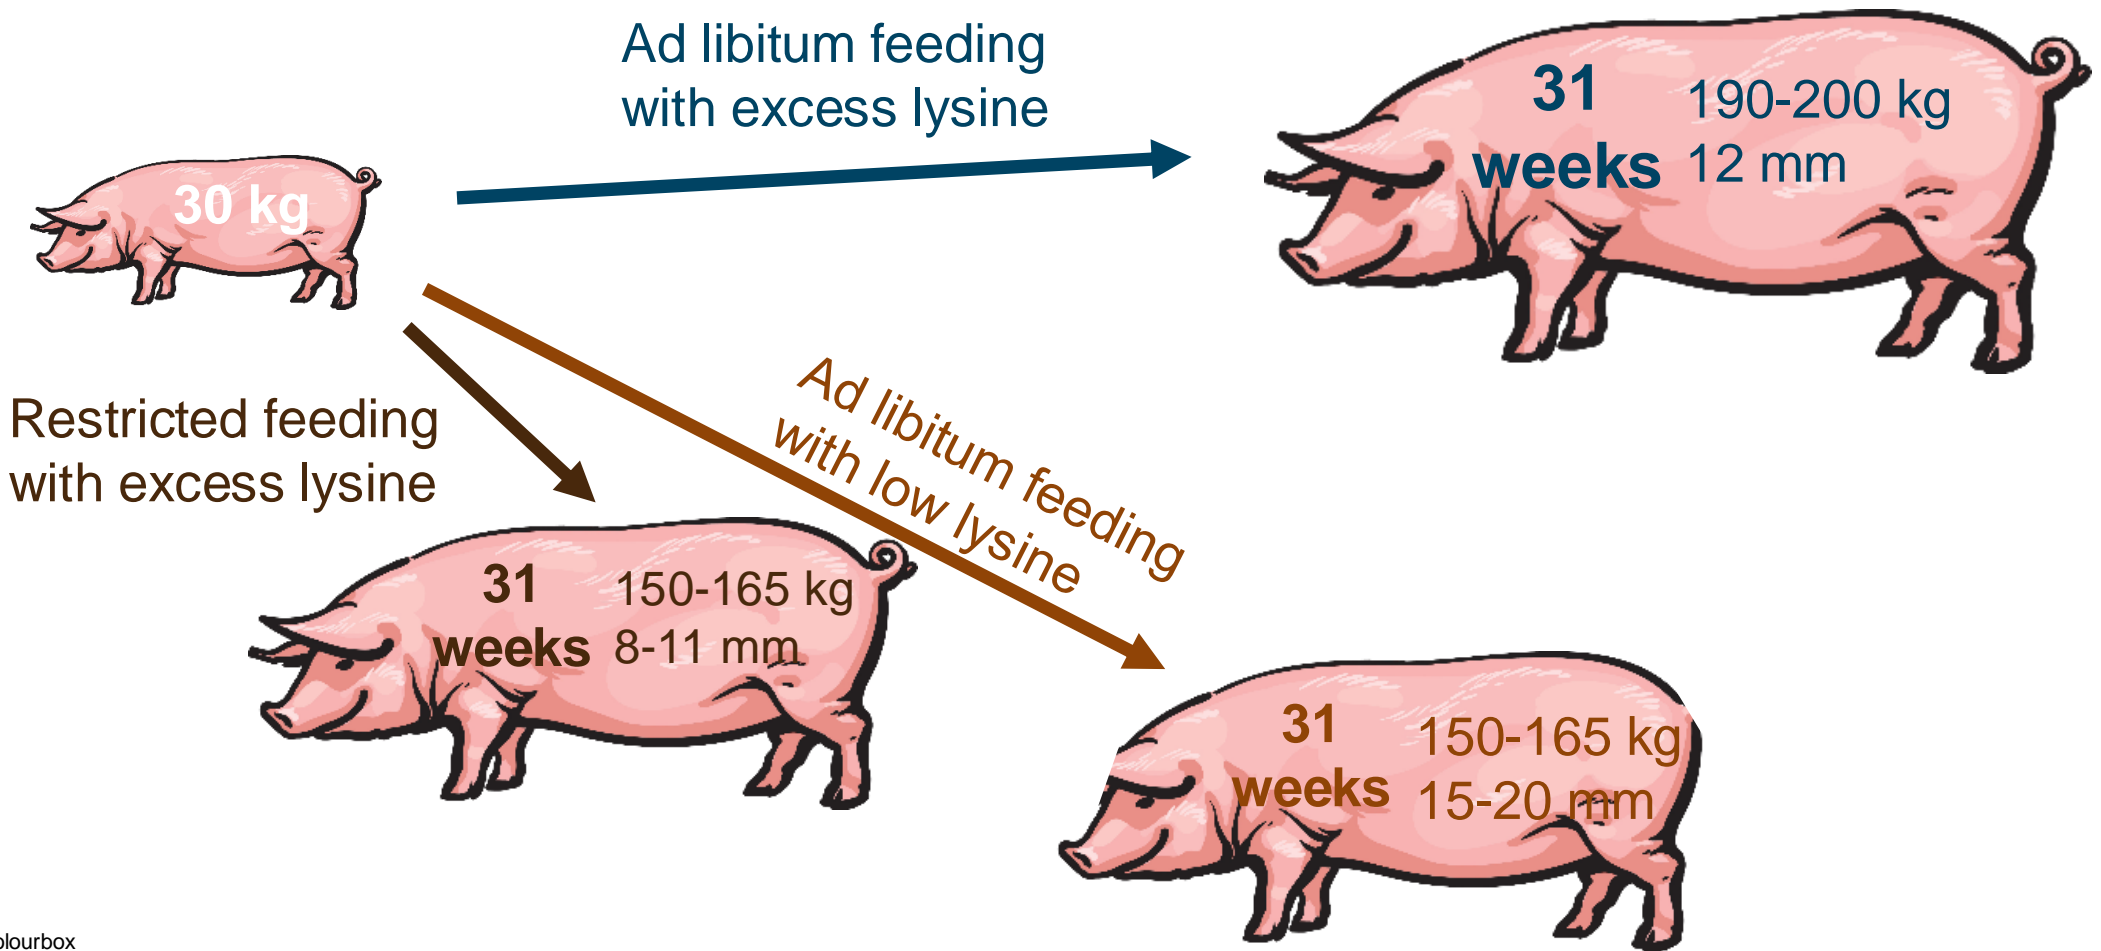 Ad libitum feeding
with excess lysine
30 kg
31
weeks
190-200 kg
12 mm
Restricted feeding
with excess lysine
Ad libitum feeding
with low lysine
31
weeks
150-165 kg
8-11 mm
31
weeks
150-165 kg
15-20 mm
olourbox